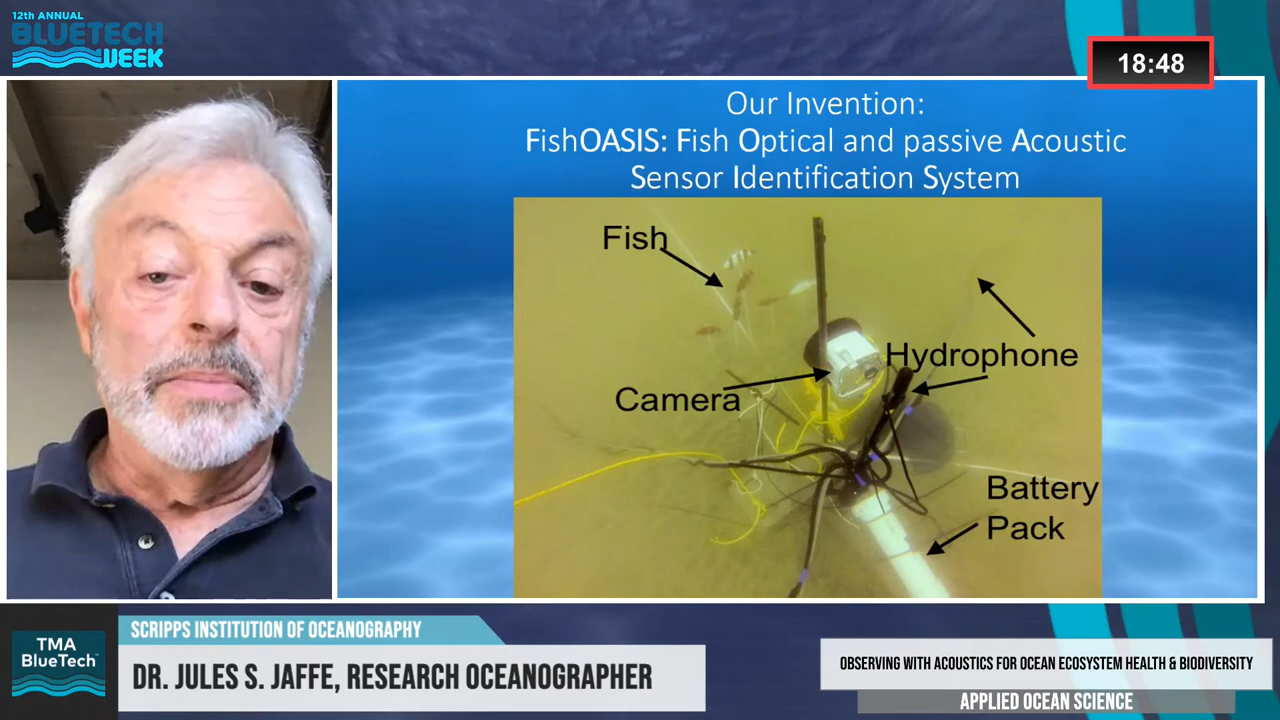 12th ANNUAL
BLUETECH
WEEK
18:48
Our Invention:
FishOASIS: Fish Optical and passive Acoustic
Sensor Identification System
Fish
Camera
Hydrophone
Battery
Pack
TMA
BlueTech™
SCRIPPS INSTITUTION OF OCEANOGRAPHY
DR. JULES S. JAFFE, RESEARCH OCEANOGRAPHER
OBSERVING WITH ACOUSTICS FOR OCEAN ECOSYSTEM HEALTH & BIODIVERSITY
APPLIED OCEAN SCIENCE